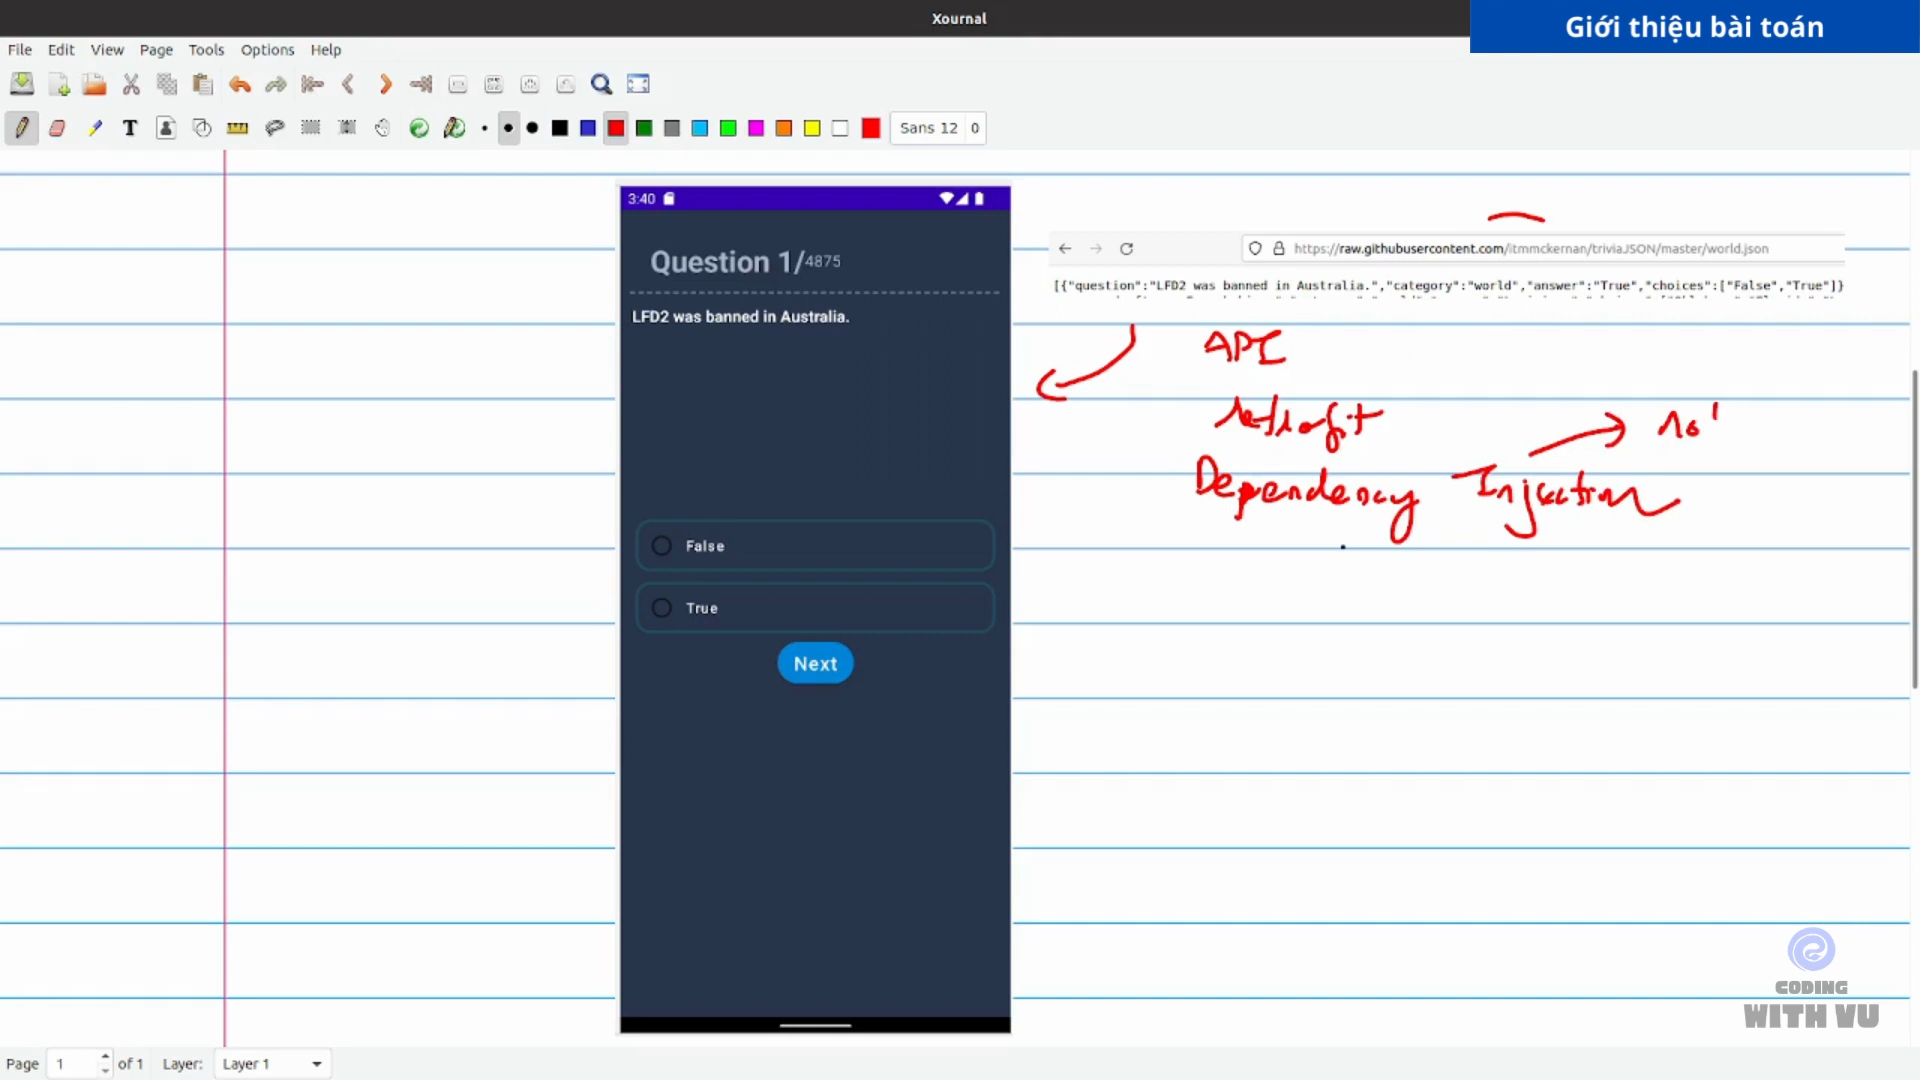 Xournal
Giới thiệu bài toán
File Edit View Page Tools Options Help
T Sans 12 0
3:40
Question 1/4875
LFD2 was banned in Australia.
False
True
Next
https://raw.githubusercontent.com/itmmckernan/triviaJSON/master/world.json
[{"question":"LFD2 was banned in Australia.","category":"world","answer":"True","choices":["False","True"]}
API
retrofit
Dependency Injection
CODING
WITH VU
Page 1 of 1 Layer: Layer 1